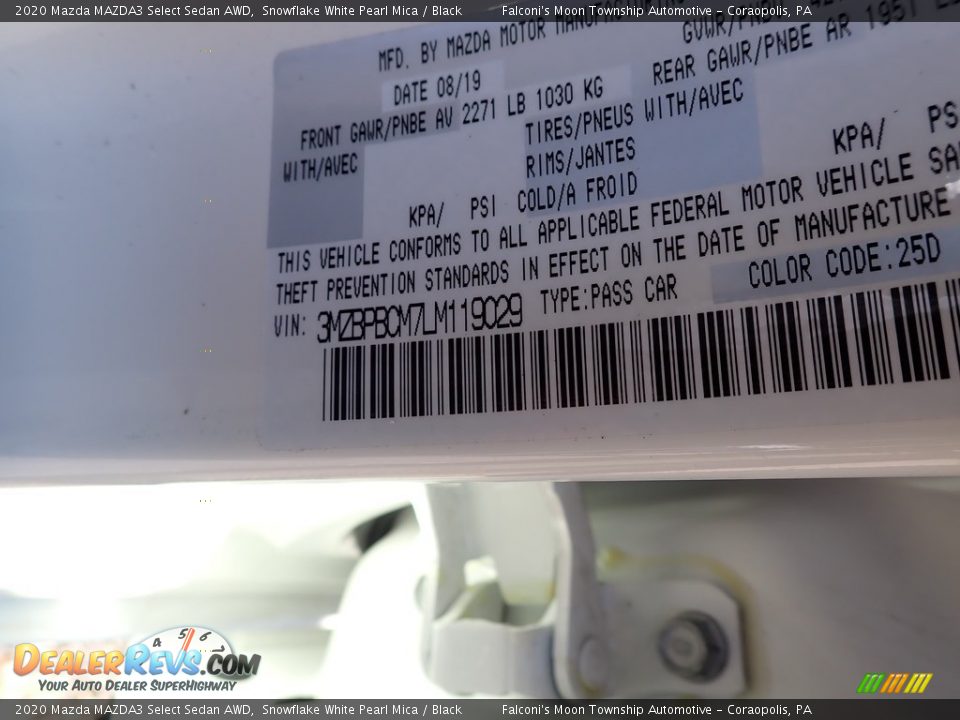 2020 Mazda MAZDA3 Select Sedan AWD, Snowflake White Pearl Mica / Black Falconi's Moon Township Automotive - Coraopolis, PA
MFD. BY MAZDA MOTOR
DATE 08/19 GVWR/PNBV
FRONT GAWR/PNBE AV 2271 LB 1030 KG REAR GAWR/PNBE AR 1951
WITH/AVEC TIRES/PNEUS WITH/AVEC
RIMS/JANTES
KPA/ PSI COLD/A FROID KPA/
THIS VEHICLE CONFORMS TO ALL APPLICABLE FEDERAL MOTOR VEHICLE
THEFT PREVENTION STANDARDS IN EFFECT ON THE DATE OF MANUFACTURE
VIN: 3MZBPBCM7LM119029 TYPE:PASS CAR COLOR CODE:25D
4 5 6
DEALERREVS.COM
YOUR AUTO DEALER SUPERHIGHWAY
2020 Mazda MAZDA3 Select Sedan AWD, Snowflake White Pearl Mica / Black Falconi's Moon Township Automotive - Coraopolis, PA